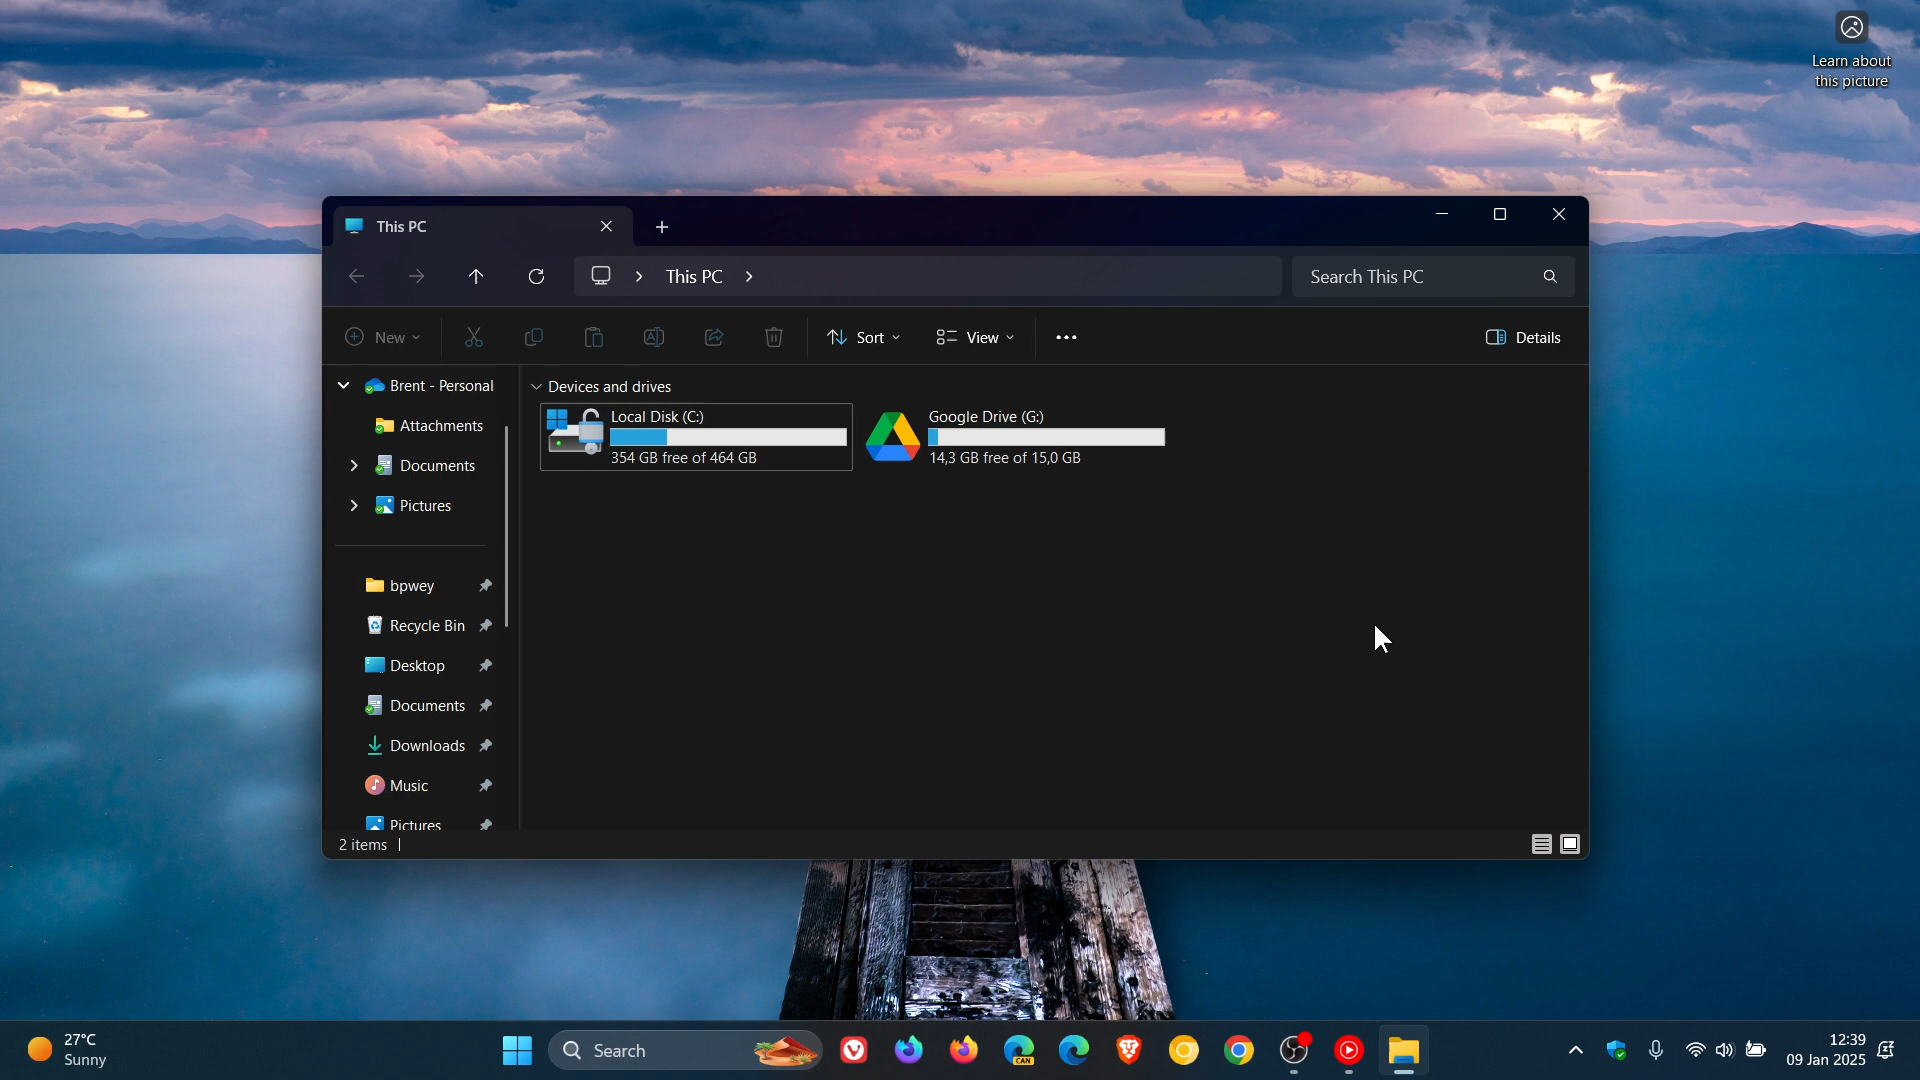 Learn about
this picture
This PC
This PC
Search This PC
New
Sort
View
Details
Brent - Personal
Attachments
Documents
Pictures
bpwey
Recycle Bin
Desktop
Documents
Downloads
Music
Pictures
Devices and drives
Local Disk (C:)
354 GB free of 464 GB
Google Drive (G:)
14,3 GB free of 15,0 GB
2 items
27°C
Sunny
Search
CAN
12:39
09 Jan 2025